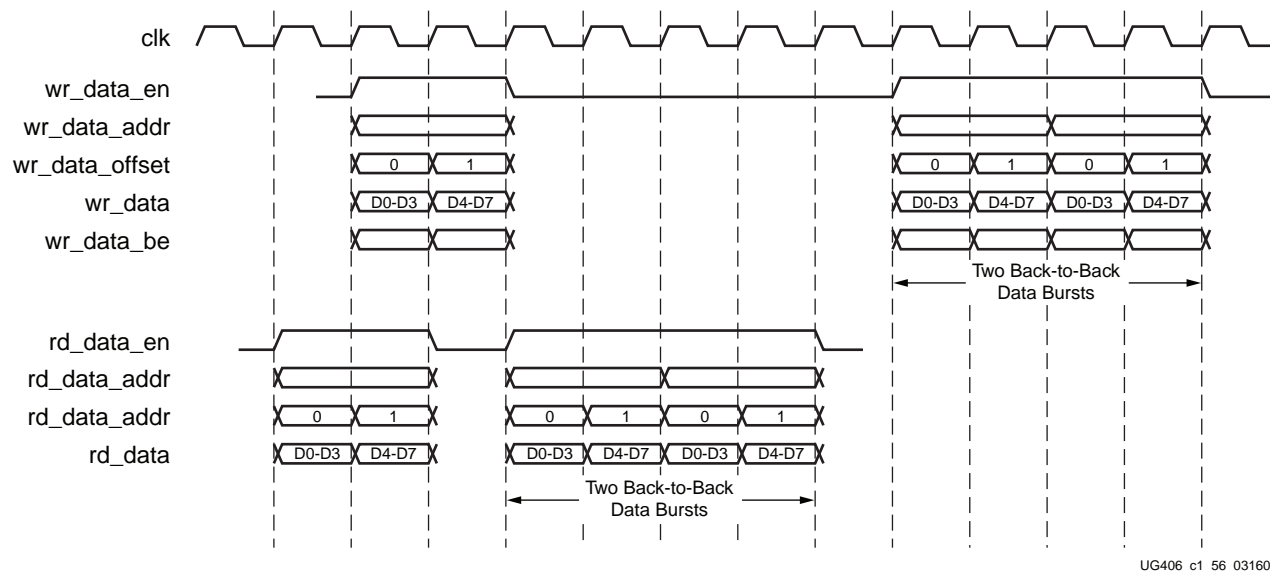 clk
wr_data_en
wr_data_addr
wr_data_offset 0 1 0 1 0 1
wr_data D0-D3 D4-D7 D0-D3 D4-D7 D0-D3 D4-D7
wr_data_be
Two Back-to-Back
Data Bursts
rd_data_en
rd_data_addr
rd_data_addr 0 1 0 1 0 1
rd_data D0-D3 D4-D7 D0-D3 D4-D7 D0-D3 D4-D7
Two Back-to-Back
Data Bursts
UG406_c1_56_03160